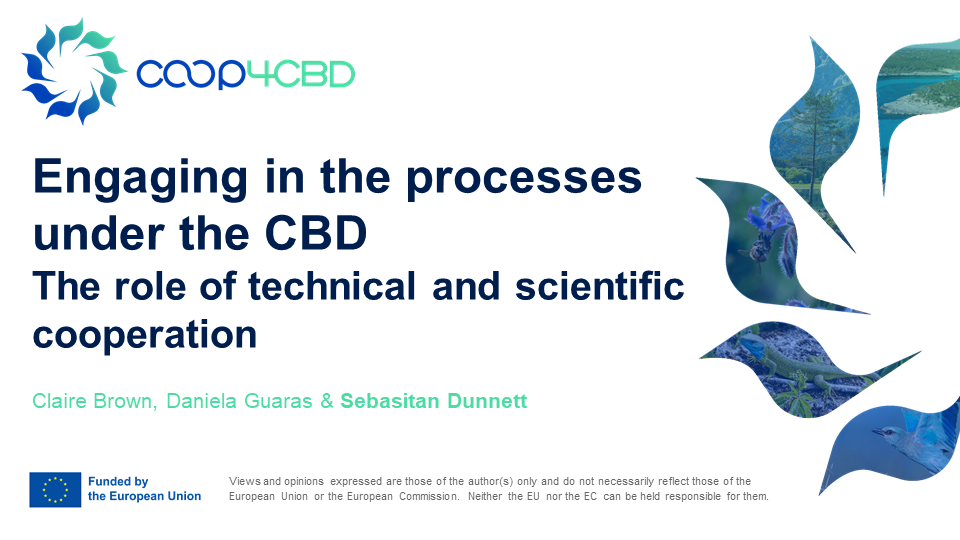 COOP4CBD
Engaging in the processes
under the CBD
The role of technical and scientific
cooperation
Claire Brown, Daniela Guaras & Sebasitan Dunnett
Funded by
the European Union
Views and opinions expressed are those of the author(s) only and do not necessarily reflect those of the
European Union or the European Commission. Neither the EU nor the EC can be held responsible for them.